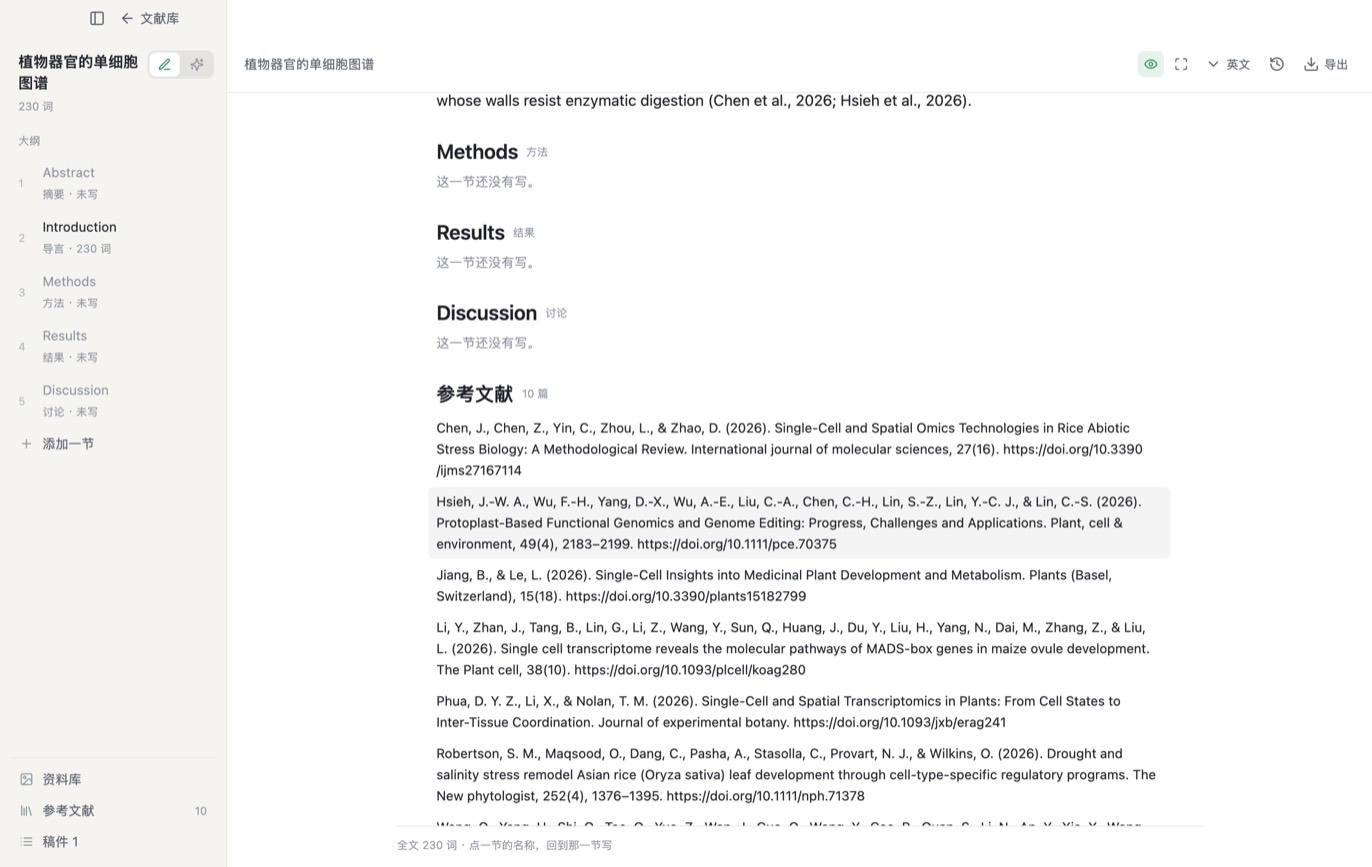 文献库
植物器官的单细胞
图谱
230 词
大纲
1
Abstract
摘要 · 未写
2
Introduction
导言 · 230 词
3
Methods
方法 · 未写
4
Results
结果 · 未写
5
Discussion
讨论 · 未写
添加一节
资料库
参考文献 10
稿件 1
植物器官的单细胞图谱
英文
导出
whose walls resist enzymatic digestion (Chen et al., 2026; Hsieh et al., 2026).
Methods 方法
这一节还没有写。
Results 结果
这一节还没有写。
Discussion 讨论
这一节还没有写。
参考文献 10 篇
Chen, J., Chen, Z., Yin, C., Zhou, L., & Zhao, D. (2026). Single-Cell and Spatial Omics Technologies in Rice Abiotic
Stress Biology: A Methodological Review. International journal of molecular sciences, 27(16). https://doi.org/10.3390
/ijms27167114
Hsieh, J.-W. A., Wu, F.-H., Yang, D.-X., Wu, A.-E., Liu, C.-A., Chen, C.-H., Lin, S.-Z., Lin, Y.-C. J., & Lin, C.-S. (2026).
Protoplast-Based Functional Genomics and Genome Editing: Progress, Challenges and Applications. Plant, cell &
environment, 49(4), 2183–2199. https://doi.org/10.1111/pce.70375
Jiang, B., & Le, L. (2026). Single-Cell Insights into Medicinal Plant Development and Metabolism. Plants (Basel,
Switzerland), 15(18). https://doi.org/10.3390/plants15182799
Li, Y., Zhan, J., Tang, B., Lin, G., Li, Z., Wang, Y., Sun, Q., Huang, J., Du, Y., Liu, H., Yang, N., Dai, M., Zhang, Z., & Liu,
L. (2026). Single cell transcriptome reveals the molecular pathways of MADS-box genes in maize ovule development.
The Plant cell, 38(10). https://doi.org/10.1093/plcell/koag280
Phua, D. Y. Z., Li, X., & Nolan, T. M. (2026). Single-Cell and Spatial Transcriptomics in Plants: From Cell States to
Inter-Tissue Coordination. Journal of experimental botany. https://doi.org/10.1093/jxb/erag241
Robertson, S. M., Maqsood, O., Dang, C., Pasha, A., Stasolla, C., Provart, N. J., & Wilkins, O. (2026). Drought and
salinity stress remodel Asian rice (Oryza sativa) leaf development through cell-type-specific regulatory programs. The
New phytologist, 252(4), 1376–1395. https://doi.org/10.1111/nph.71378
全文 230 词 · 点一节的名称，回到那一节写